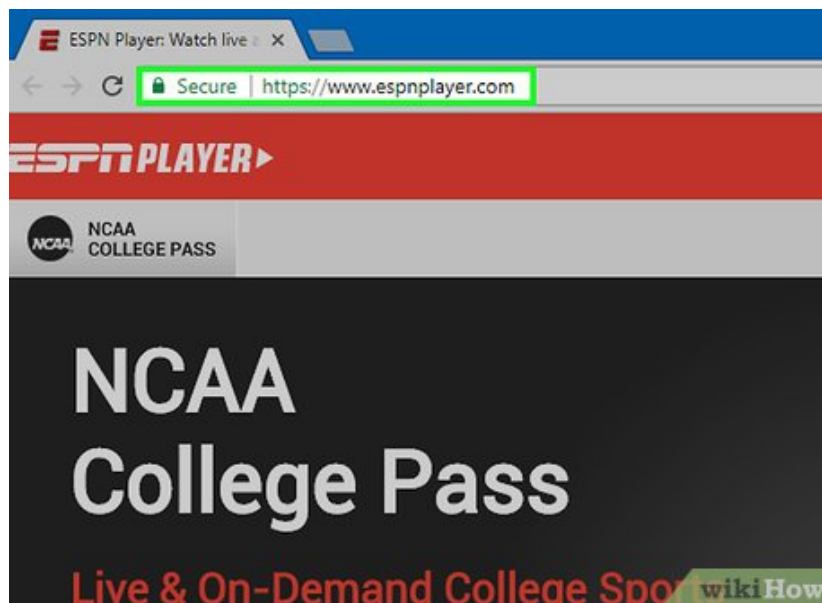 ESPN Player: Watch live
Secure | https://www.espnplayer.com
ESPN PLAYER
NCAA NCAA
COLLEGE PASS
NCAA
College Pass
Live & On-Demand College
wikiHow